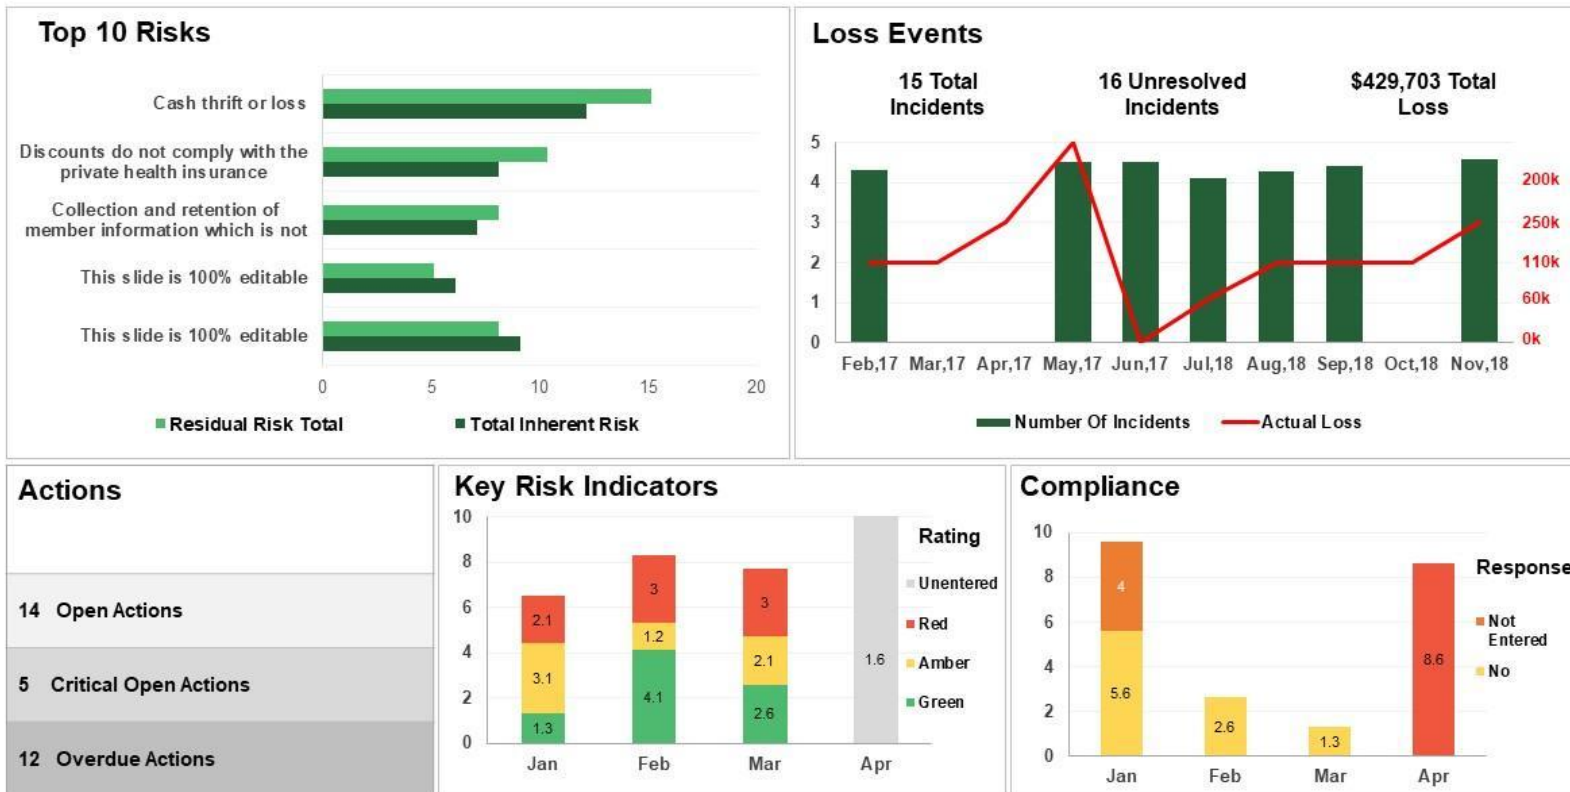 Top 10 Risks
Cash thrift or loss
Discounts do not comply with the
private health insurance
Collection and retention of
member information which is not
This slide is 100% editable
This slide is 100% editable
0 5 10 15 20
Residual Risk Total Total Inherent Risk
Loss Events
15 Total
Incidents
16 Unresolved
Incidents
$429,703 Total
Loss
5
4
3
2
1
0
200k
250k
110k
60k
0k
Feb,17 Mar,17 Apr,17 May,17 Jun,17 Jul,18 Aug,18 Sep,18 Oct,18 Nov,18
Number Of Incidents Actual Loss
Actions
14 Open Actions
5 Critical Open Actions
12 Overdue Actions
Key Risk Indicators
10
8
6
4
2
0
2.1
3.1
1.3
3
1.2
4.1
3
2.1
2.6
1.6
Jan Feb Mar Apr
Rating
Unentered
Red
Amber
Green
Compliance
10
8
6
4
2
0
4
5.6
2.6
1.3
8.6
Jan Feb Mar Apr
Response
Not
Entered
No